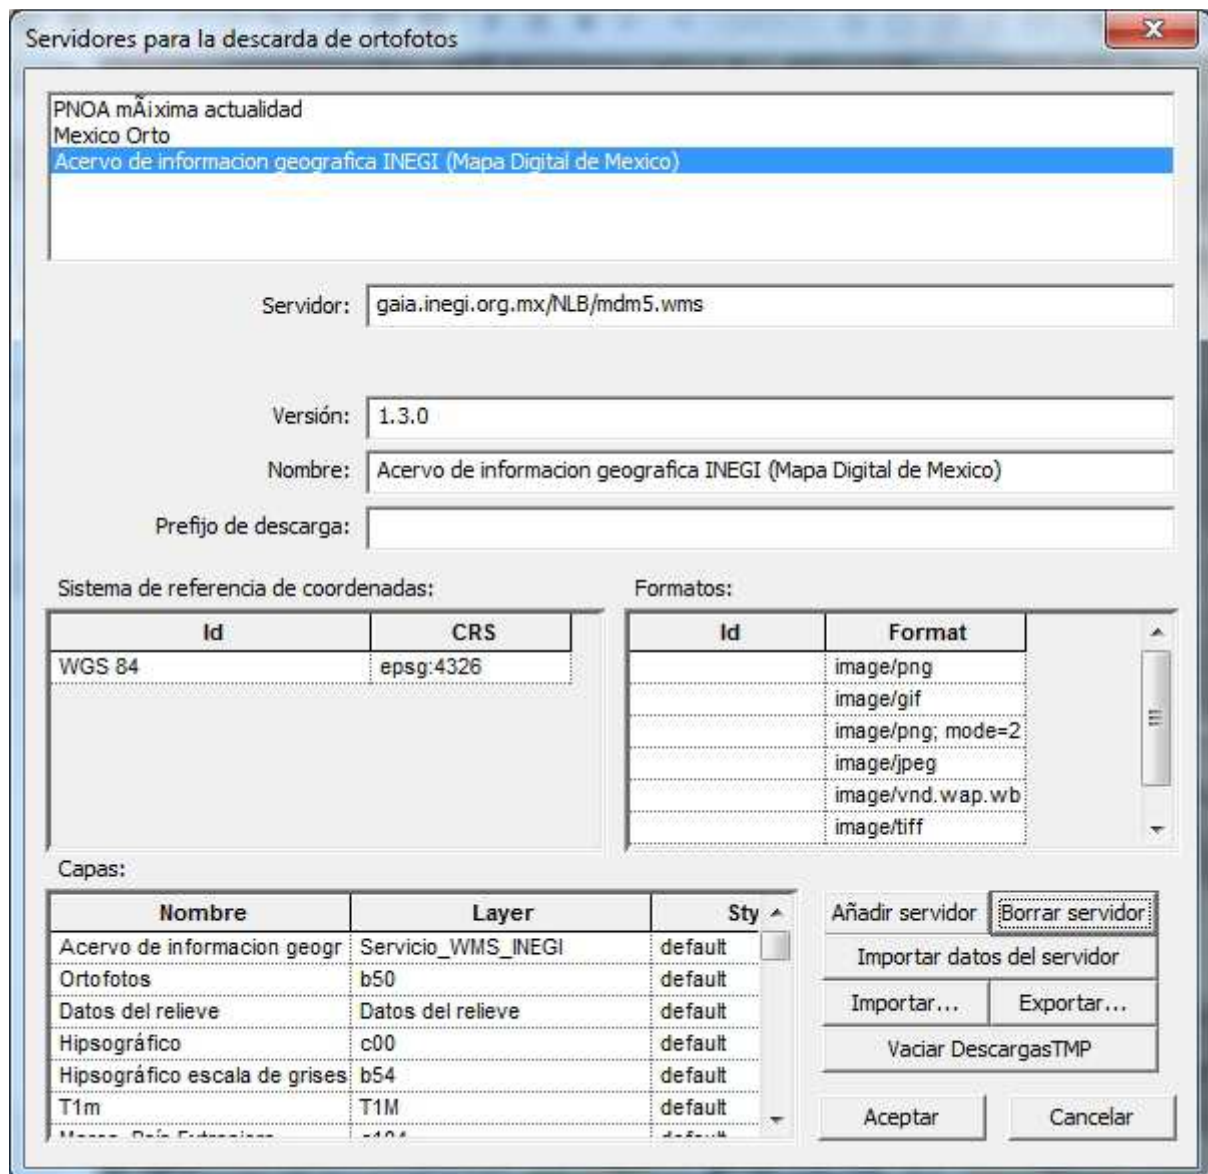 Servidores para la descarda de ortofotos
PNOA mÃ¡xima actualidad
Mexico Orto
Acervo de informacion geografica INEGI (Mapa Digital de Mexico)
Servidor: gaia.inegi.org.mx/NLB/mdm5.wms
Versión: 1.3.0
Nombre: Acervo de informacion geografica INEGI (Mapa Digital de Mexico)
Prefijo de descarga:
Sistema de referencia de coordenadas:
Id CRS
WGS 84 epsg:4326
Formatos:
Id Format
image/png
image/gif
image/png; mode=2
image/jpeg
image/vnd.wap.wb
image/tiff
Capas:
Nombre Layer Sty
Acervo de informacion geogr Servicio_WMS_INEGI default
Ortofotos b50 default
Datos del relieve Datos del relieve default
Hipsográfico c00 default
Hipsográfico escala de grises b54 default
T1m T1M default
Añadir servidor Borrar servidor
Importar datos del servidor
Importar... Exportar...
Vaciar DescargasTMP
Aceptar Cancelar